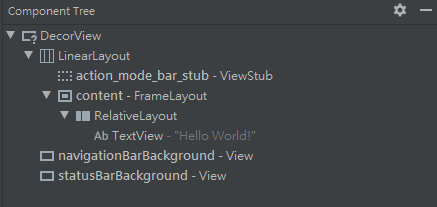 Component Tree
DecorView
LinearLayout
action_mode_bar_stub - ViewStub
content - FrameLayout
RelativeLayout
Ab TextView - "Hello World!"
navigationBarBackground - View
statusBarBackground - View